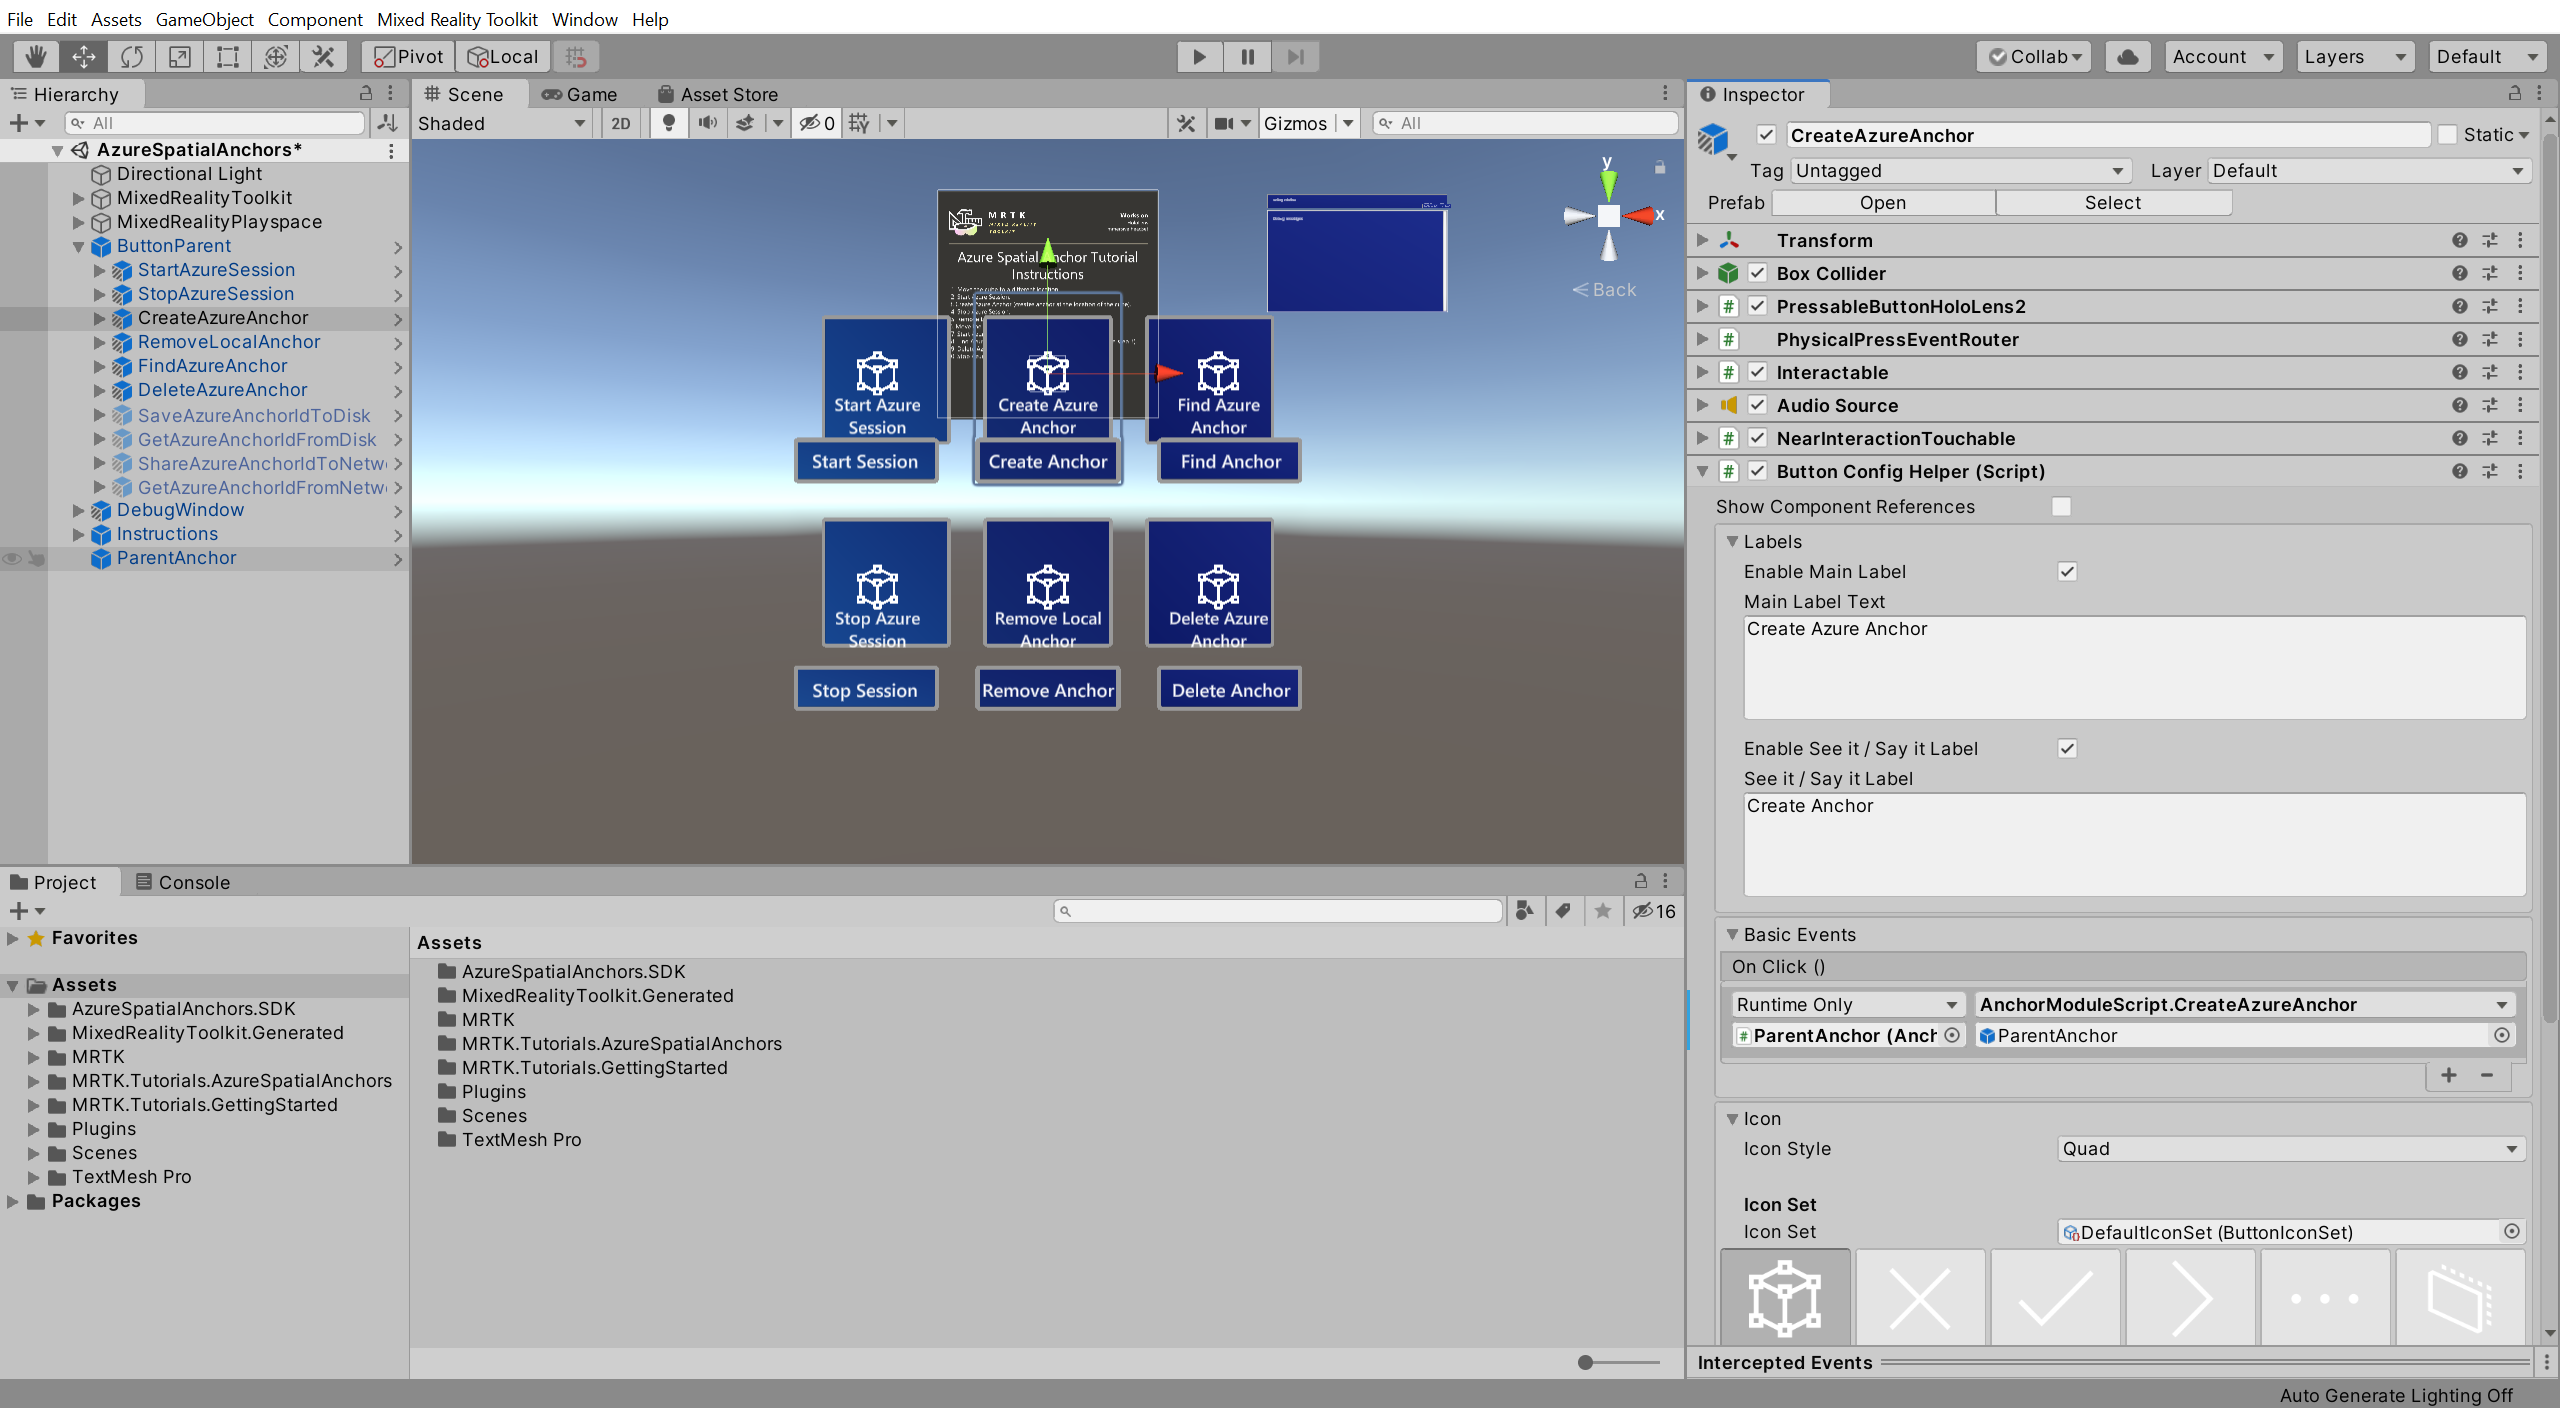 File Edit Assets GameObject Component Mixed Reality Toolkit Window Help
Pivot Local Collab Account Layers Default
Hierarchy
All
AzureSpatialAnchors*
Directional Light
MixedRealityToolkit
MixedRealityPlayspace
ButtonParent
StartAzureSession
StopAzureSession
CreateAzureAnchor
RemoveLocalAnchor
FindAzureAnchor
DeleteAzureAnchor
SaveAzureAnchorIdToDisk
GetAzureAnchorIdFromDisk
ShareAzureAnchorIdToNetw
GetAzureAnchorIdFromNetw
DebugWindow
Instructions
ParentAnchor
Scene Game Asset Store
Shaded 2D 0 Gizmos All
y
x
Back
MRTK
MIXED REALITY
TOOLKIT
Works on
HoloLens
Immersive headset
Azure Spatial Anchor Tutorial
Instructions
Start Azure
Session
Create Azure
Anchor
Find Azure
Anchor
Start Session
Create Anchor
Find Anchor
Stop Azure
Session
Remove Local
Anchor
Delete Azure
Anchor
Stop Session
Remove Anchor
Delete Anchor
Project Console
16
Favorites
Assets
AzureSpatialAnchors.SDK
MixedRealityToolkit.Generated
MRTK
MRTK.Tutorials.AzureSpatialAnchors
MRTK.Tutorials.GettingStarted
Plugins
Scenes
TextMesh Pro
Packages
Assets
AzureSpatialAnchors.SDK
MixedRealityToolkit.Generated
MRTK
MRTK.Tutorials.AzureSpatialAnchors
MRTK.Tutorials.GettingStarted
Plugins
Scenes
TextMesh Pro
Inspector
CreateAzureAnchor Static
Tag Untagged Layer Default
Prefab Open Select
Transform
Box Collider
PressableButtonHoloLens2
PhysicalPressEventRouter
Interactable
Audio Source
NearInteractionTouchable
Button Config Helper (Script)
Show Component References
Labels
Enable Main Label
Main Label Text
Create Azure Anchor
Enable See it / Say it Label
See it / Say it Label
Create Anchor
Basic Events
On Click ()
Runtime Only AnchorModuleScript.CreateAzureAnchor
ParentAnchor (Anch ParentAnchor
Icon
Icon Style Quad
Icon Set
Icon Set DefaultIconSet (ButtonIconSet)
Intercepted Events
Auto Generate Lighting Off